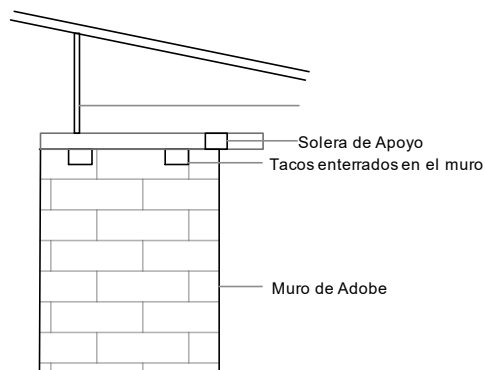 Solera de Apoyo
Tacos enterrados en el muro
Muro de Adobe